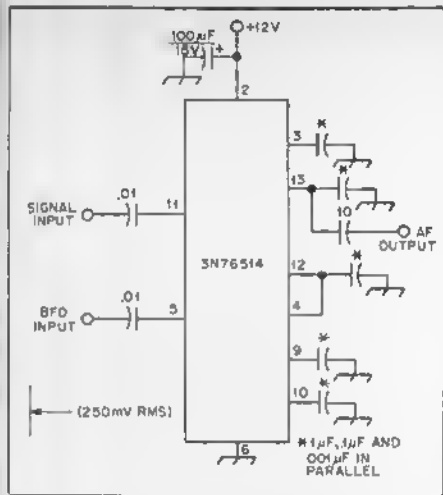 +12V
100µF
15V
+
2
3
*
13
*
SIGNAL
INPUT
.01
11
10
AF
OUTPUT
3N76514
12
*
4
BFO
INPUT
.01
5
9
*
(250mV RMS)
10
*
6
*1µF, .1µF AND
.001µF IN
PARALLEL